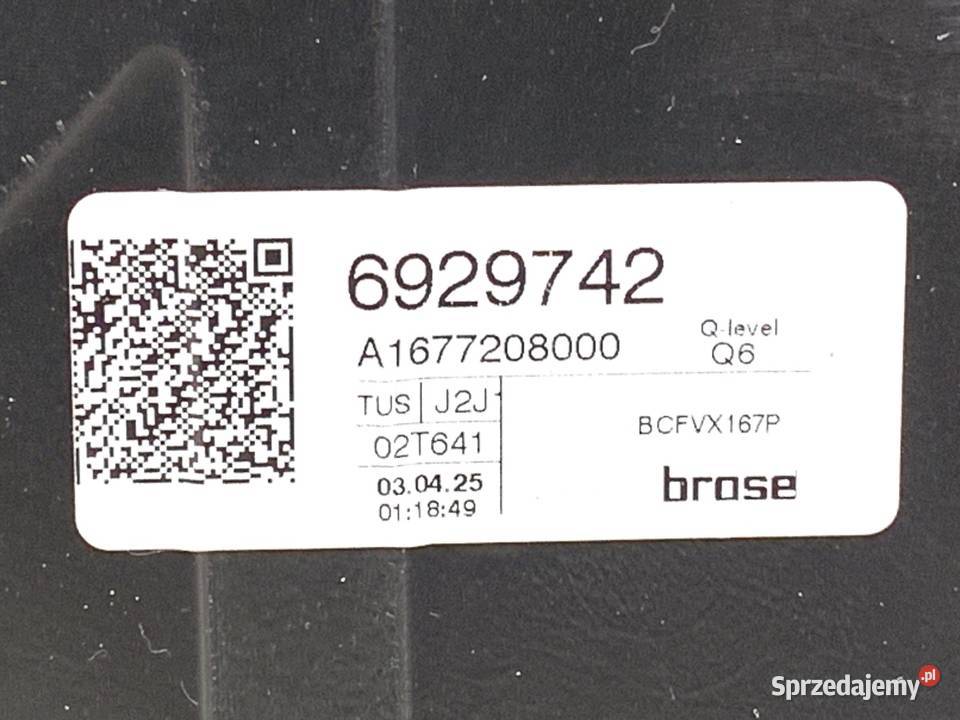 6929742
A1677208000
Q-level
Q6
TUS J2J
02T641
BCFVX167P
03.04.25
01:18:49
brose
Sprzedajemy.pl